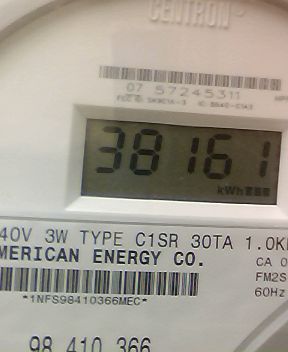 CENTRON
07 57245311
38161
kWh
40V 3W TYPE C1SR 30TA 1.0K
MERICAN ENERGY CO.
CA 0
FM2S
60Hz
*1NFS98410366MEC*
98 410 366